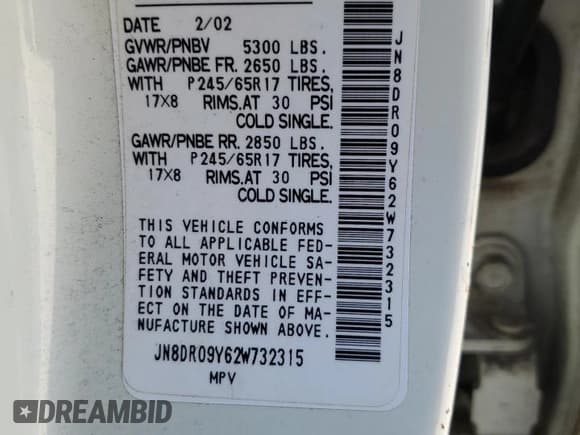 DATE 2/02
GVWR/PNBV 5300 LBS.
GAWR/PNBE FR. 2650 LBS.
WITH P245/65R17 TIRES,
17X8 RIMS.AT 30 PSI
COLD SINGLE.
GAWR/PNBE RR. 2850 LBS.
WITH P245/65R17 TIRES,
17X8 RIMS.AT 30 PSI
COLD SINGLE.
THIS VEHICLE CONFORMS
TO ALL APPLICABLE FED-
ERAL MOTOR VEHICLE SA-
FETY AND THEFT PREVEN-
TION STANDARDS IN EFF-
ECT ON THE DATE OF MA-
NUFACTURE SHOWN ABOVE.
JN8DR09Y62W732315
MPV
JN8DR09Y62W732315
DREAMBID